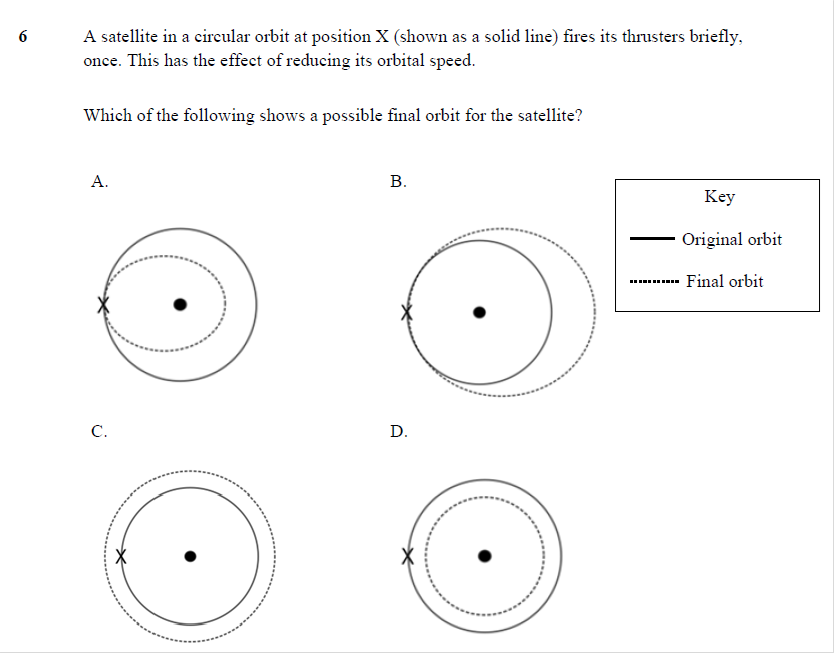 6 A satellite in a circular orbit at position X (shown as a solid line) fires its thrusters briefly,
once. This has the effect of reducing its orbital speed.
Which of the following shows a possible final orbit for the satellite?
A.
B.
Key
Original orbit
Final orbit
X
X
C.
D.
X
X